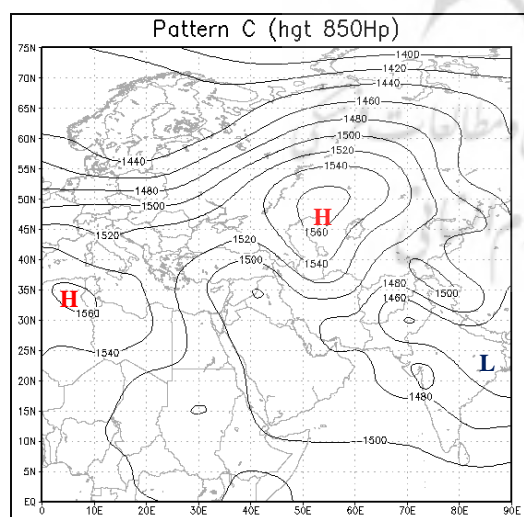 Pattern C (hgt 850Hp)
75N
70N
65N
60N
55N
50N
45N
40N
35N
30N
25N
20N
15N
10N
5N
EQ
0
10E
20E
30E
40E
50E
60E
70E
80E
90E
1400
1420
1440
1460
1480
1500
1520
1540
1440
1480
1500
1520
1520
1500
H
1560
1540
H
1560
1540
1480
1460
1500
L
1480
1500
ومطالعات